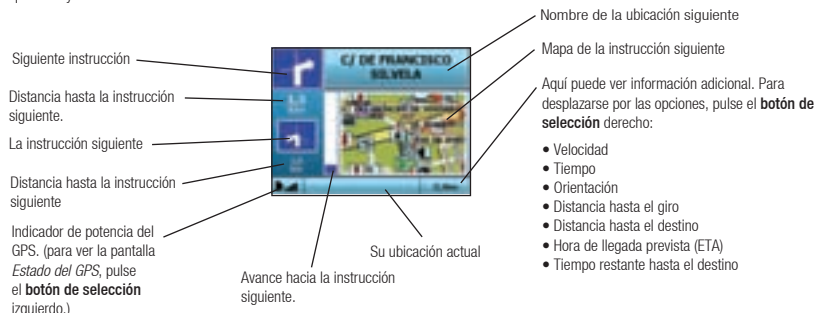 Nombre de la ubicación siguiente
Siguiente instrucción
C/ DE FRANCISCO
SILVELA
Mapa de la instrucción siguiente
Distancia hasta la instrucción
siguiente.
Aquí puede ver información adicional. Para
desplazarse por las opciones, pulse el botón de
selección derecho:
La instrucción siguiente
• Velocidad
• Tiempo
• Orientación
• Distancia hasta el giro
• Distancia hasta el destino
• Hora de llegada prevista (ETA)
• Tiempo restante hasta el destino
Distancia hasta la instrucción
siguiente
Indicador de potencia del
GPS. (para ver la pantalla
Estado del GPS, pulse
el botón de selección
izquierdo.)
Su ubicación actual
Avance hacia la instrucción
siguiente.